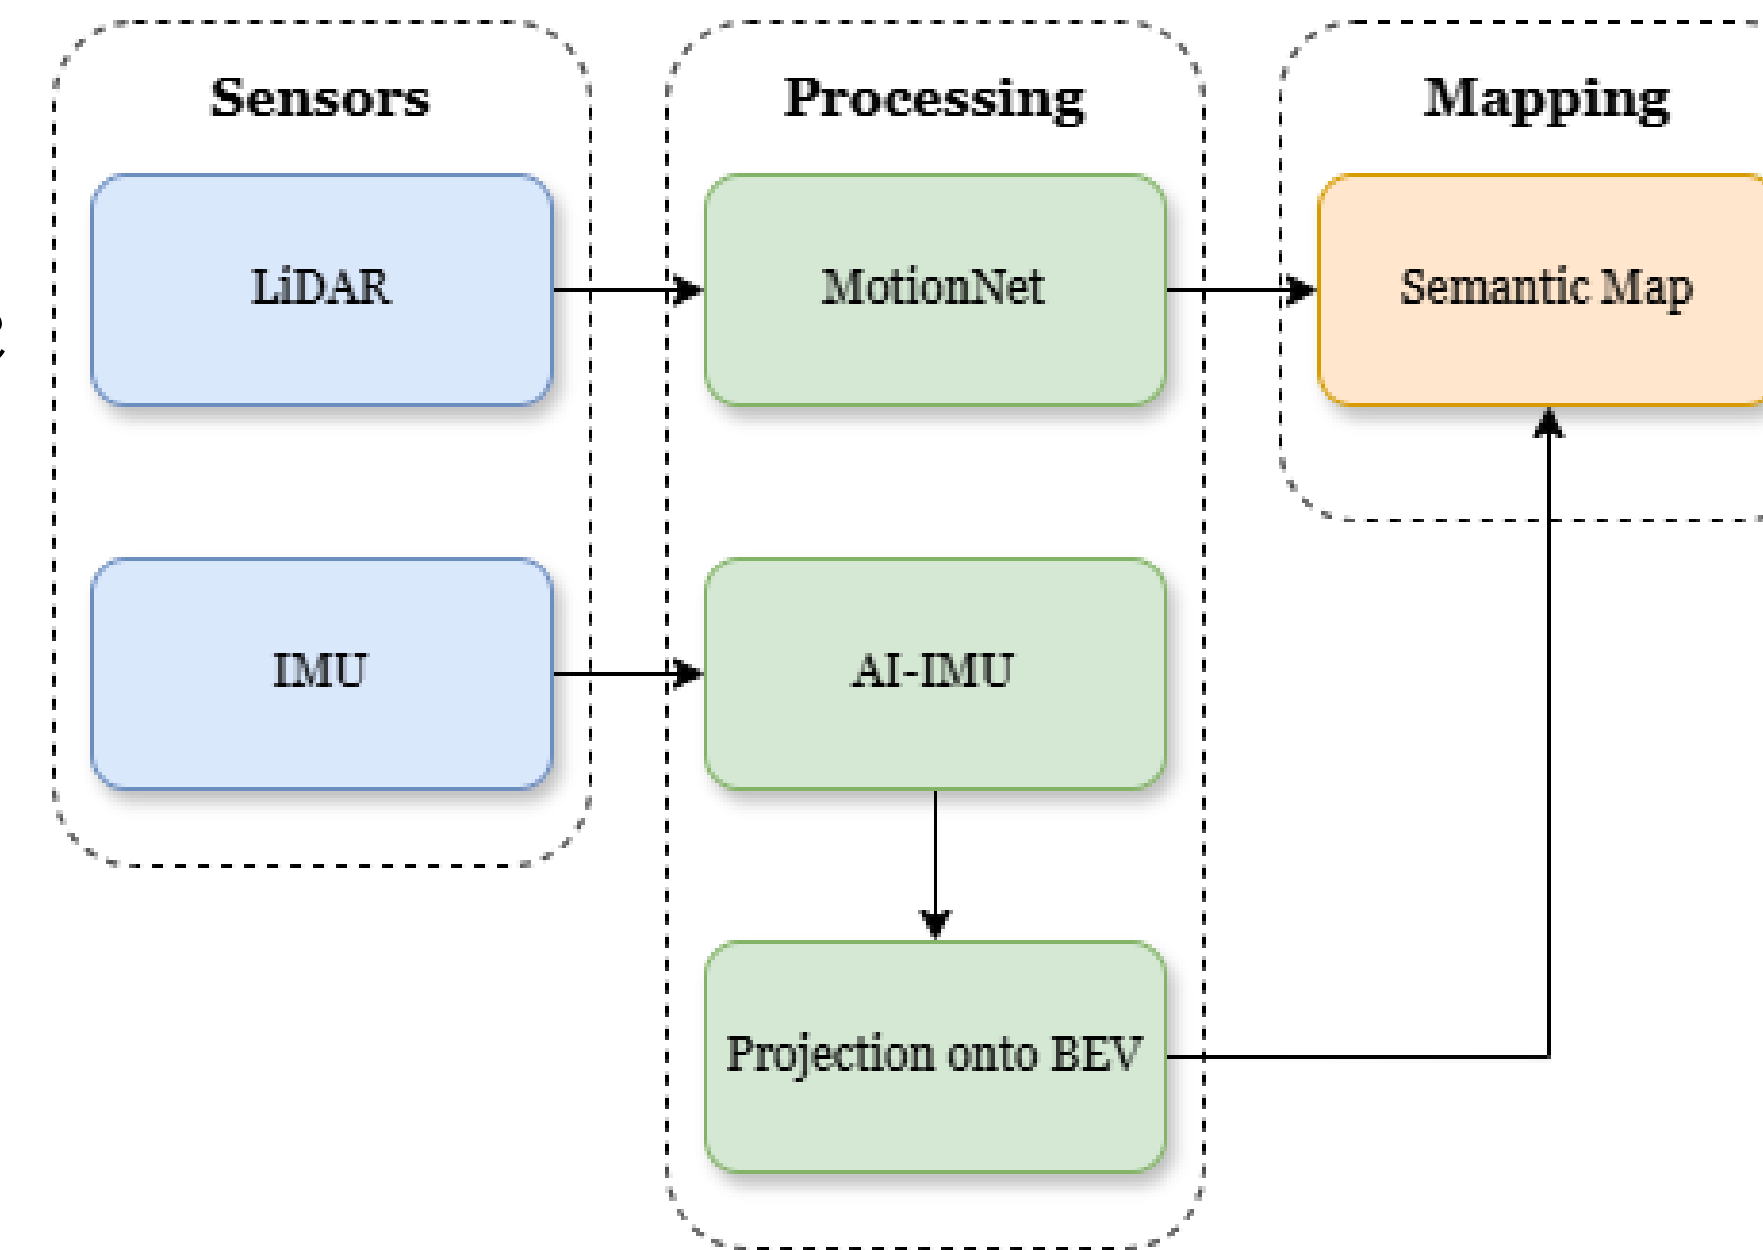 Sensors
Processing
Mapping
LiDAR
MotionNet
Semantic Map
IMU
AI-IMU
Projection onto BEV